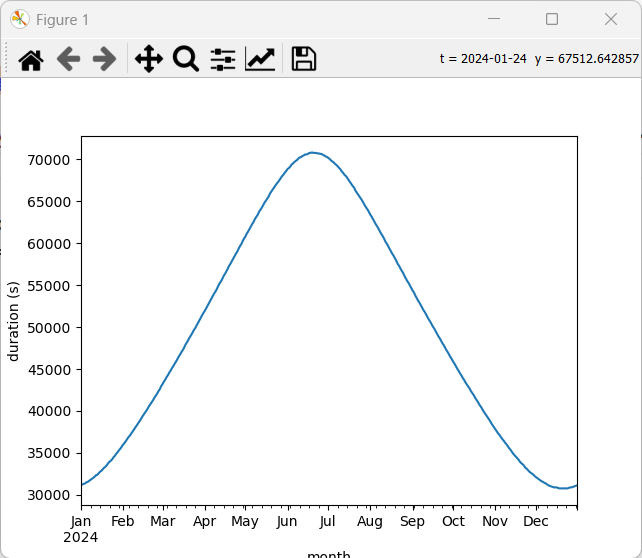 Figure 1
t = 2024-01-24 y = 67512.642857
70000
65000
60000
55000
50000
45000
40000
35000
30000
duration (s)
Jan Feb Mar Apr May Jun Jul Aug Sep Oct Nov Dec
2024
month